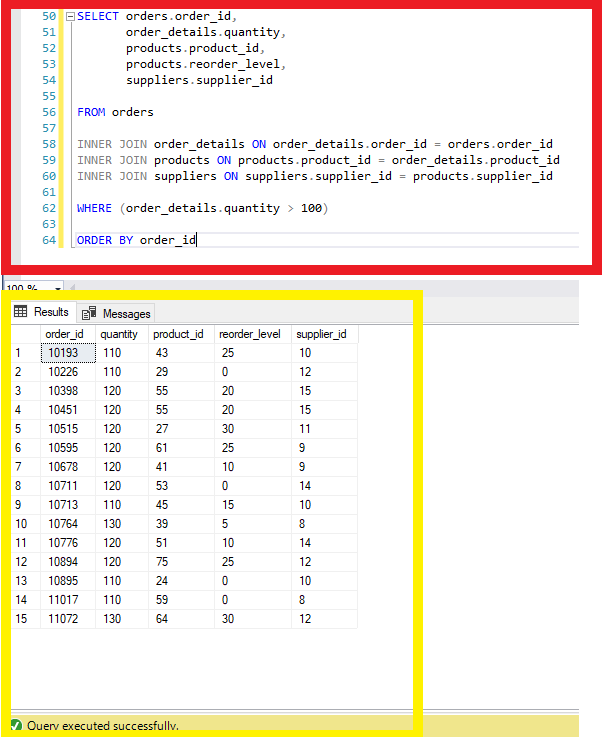 50 SELECT orders.order_id,
51 order_details.quantity,
52 products.product_id,
53 products.reorder_level,
54 suppliers.supplier_id
55
56 FROM orders
57
58 INNER JOIN order_details ON order_details.order_id = orders.order_id
59 INNER JOIN products ON products.product_id = order_details.product_id
60 INNER JOIN suppliers ON suppliers.supplier_id = products.supplier_id
61
62 WHERE (order_details.quantity > 100)
63
64 ORDER BY order_id
100 %
Results Messages
order_id quantity product_id reorder_level supplier_id
1 10193 110 43 25 10
2 10226 110 29 0 12
3 10398 120 55 20 15
4 10451 120 55 20 15
5 10515 120 27 30 11
6 10595 120 61 25 9
7 10678 120 41 10 9
8 10711 120 53 0 14
9 10713 110 45 15 10
10 10764 130 39 5 8
11 10776 120 51 10 14
12 10894 120 75 25 12
13 10895 110 24 0 10
14 11017 110 59 0 8
15 11072 130 64 30 12
Query executed successfully.